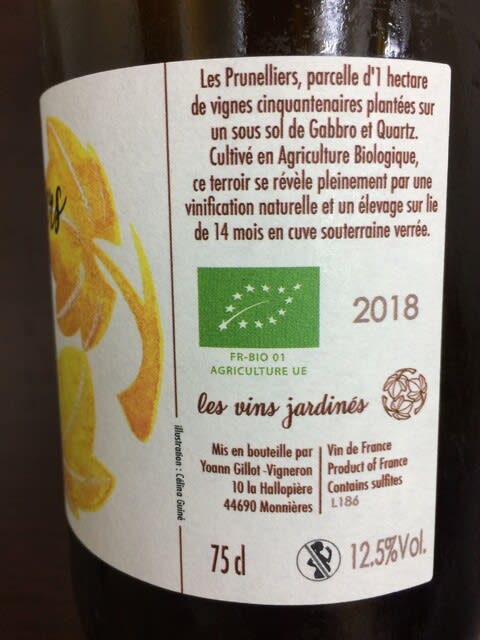 Les Prunelliers, parcelle d'1 hectare
de vignes cinquantenaires plantées sur
un sous sol de Gabbro et Quartz.
Cultivé en Agriculture Biologique,
ce terroir se révèle pleinement par une
vinification naturelle et un élevage sur lie
de 14 mois en cuve souterraine verrée.
2018
FR-BIO 01
AGRICULTURE UE
les vins jardinés
Mis en bouteille par
Yoann Gillot -Vigneron
10 la Hallopière
44690 Monnières
Vin de France
Product of France
Contains sulfites
L186
75 cl
12.5%Vol.
illustration : Célina Guiné
rs